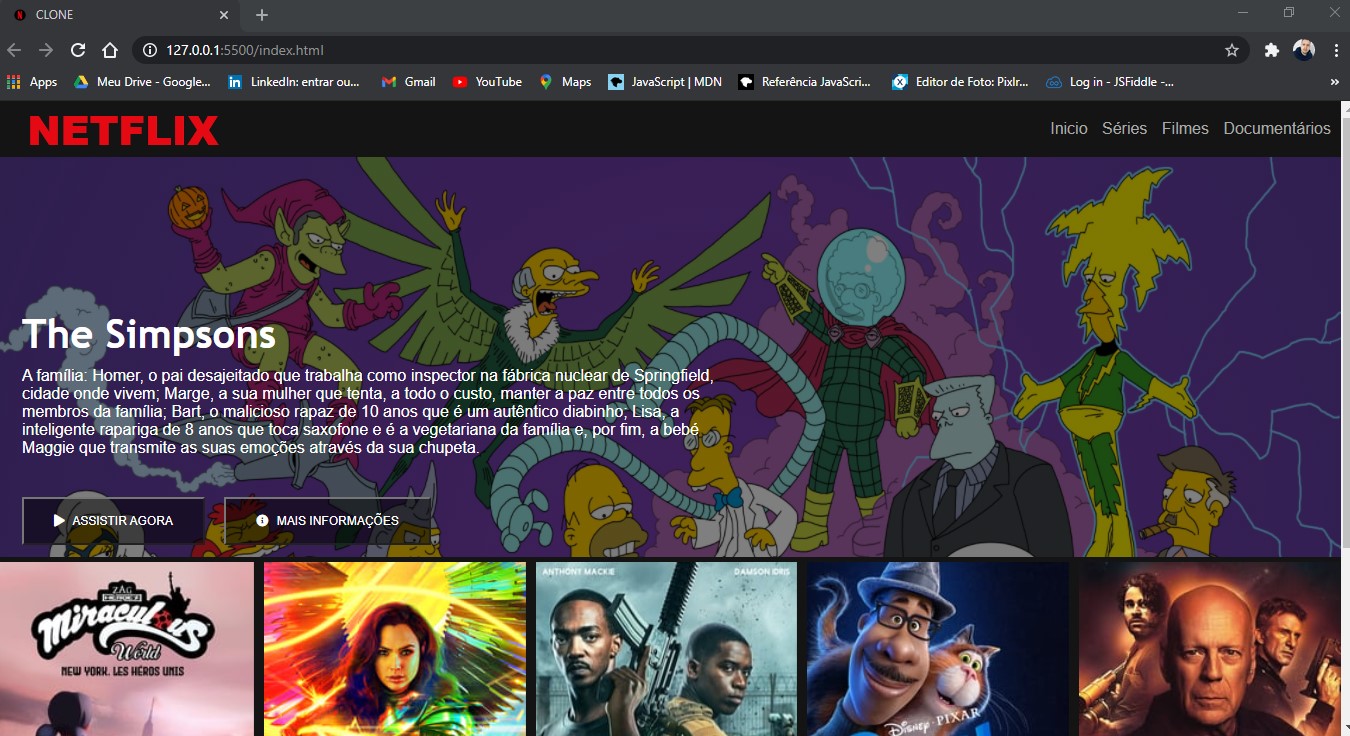 CLONE
127.0.0.1:5500/index.html
Apps Meu Drive - Google... LinkedIn: entrar ou... Gmail YouTube Maps JavaScript | MDN Referência JavaScri... Editor de Foto: Pixlr... Log in - JSFiddle -... »
NETFLIX
Inicio Séries Filmes Documentários
The Simpsons
A família: Homer, o pai desajeitado que trabalha como inspector na fábrica nuclear de Springfield,
cidade onde vivem; Marge, a sua mulher que tenta, a todo o custo, manter a paz entre todos os
membros da família; Bart, o malicioso rapaz de 10 anos que é um autêntico diabinho; Lisa, a
inteligente rapariga de 8 anos que toca saxofone e é a vegetariana da família e, por fim, a bebé
Maggie que transmite as suas emoções através da sua chupeta.
ASSISTIR AGORA MAIS INFORMAÇÕES
ZAG
HEROEZ
Miraculous
World
NEW YORK, LES HÉROS UNIS
ANTHONY MACKIE DAMSON IDRIS
Disney · PIXAR